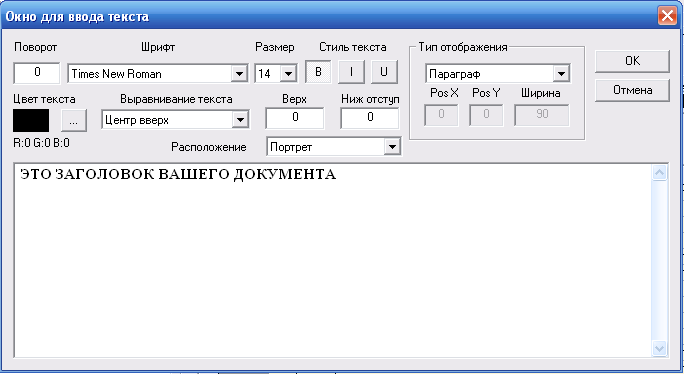 Окно для ввода текста
Поворот Шрифт Размер Стиль текста Тип отображения
0 Times New Roman 14 B I U Параграф OK
Цвет текста Выравнивание текста Верх Ниж отступ Pos X Pos Y Ширина Отмена
... Центр вверх 0 0 0 0 90
R:0 G:0 B:0
Расположение Портрет
ЭТО ЗАГОЛОВОК ВАШЕГО ДОКУМЕНТА